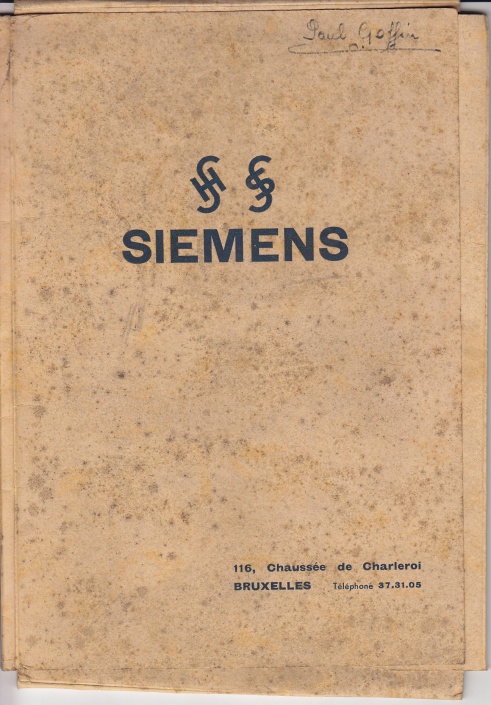 Paul Goffin
SIEMENS
116, Chaussée de Charleroi
BRUXELLES Téléphone 37.31.05